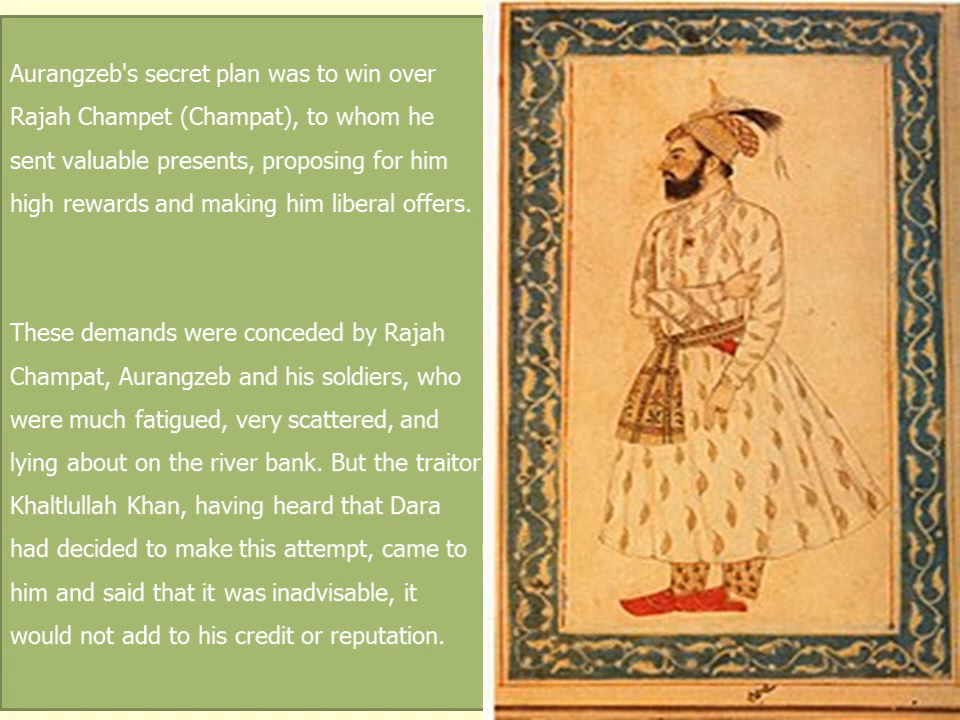 Aurangzeb's secret plan was to win over
Rajah Champet (Champat), to whom he
sent valuable presents, proposing for him
high rewards and making him liberal offers.
These demands were conceded by Rajah
Champat, Aurangzeb and his soldiers, who
were much fatigued, very scattered, and
lying about on the river bank. But the traitor
Khaltlullah Khan, having heard that Dara
had decided to make this attempt, came to
him and said that it was inadvisable, it
would not add to his credit or reputation.